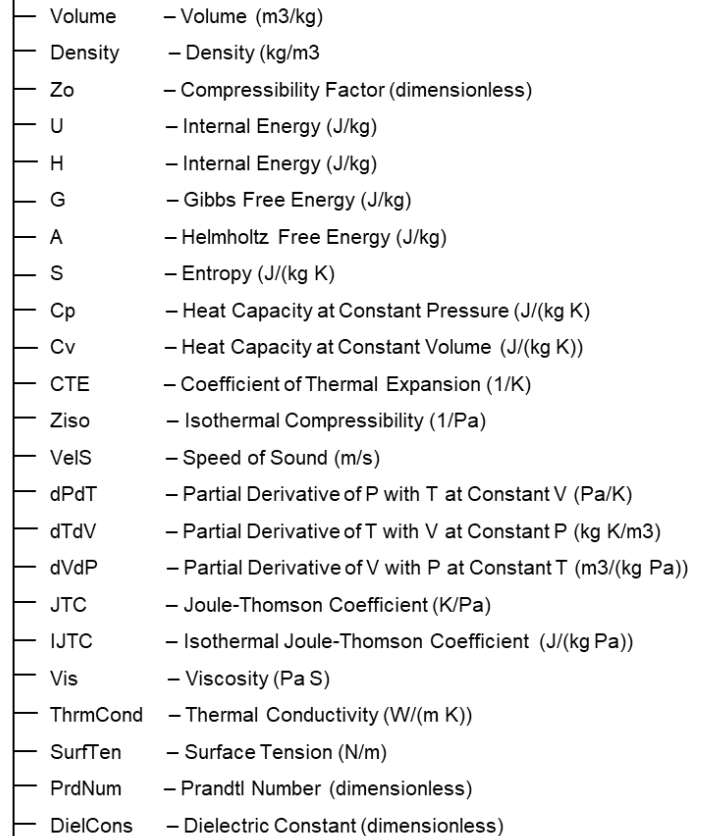 Volume – Volume (m3/kg)
Density – Density (kg/m3
Zo – Compressibility Factor (dimensionless)
U – Internal Energy (J/kg)
H – Internal Energy (J/kg)
G – Gibbs Free Energy (J/kg)
A – Helmholtz Free Energy (J/kg)
S – Entropy (J/(kg K)
Cp – Heat Capacity at Constant Pressure (J/(kg K)
Cv – Heat Capacity at Constant Volume (J/(kg K))
CTE – Coefficient of Thermal Expansion (1/K)
Ziso – Isothermal Compressibility (1/Pa)
VelS – Speed of Sound (m/s)
dPdT – Partial Derivative of P with T at Constant V (Pa/K)
dTdV – Partial Derivative of T with V at Constant P (kg K/m3)
dVdP – Partial Derivative of V with P at Constant T (m3/(kg Pa))
JTC – Joule-Thomson Coefficient (K/Pa)
IJTC – Isothermal Joule-Thomson Coefficient (J/(kg Pa))
Vis – Viscosity (Pa S)
ThrmCond – Thermal Conductivity (W/(m K))
SurfTen – Surface Tension (N/m)
PrdNum – Prandtl Number (dimensionless)
DielCons – Dielectric Constant (dimensionless)